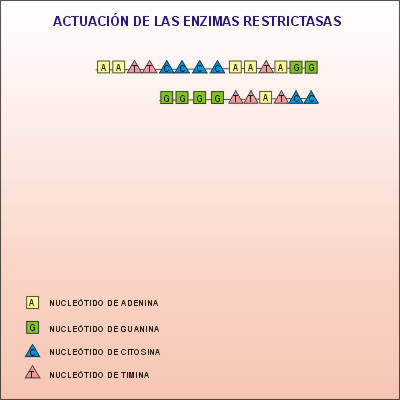 ACTUACIÓN DE LAS ENZIMAS RESTRICTASAS
A A T T C C C C A A T A G G
G G G G T T A T C C
A NUCLEÓTIDO DE ADENINA
G NUCLEÓTIDO DE GUANINA
C NUCLEÓTIDO DE CITOSINA
T NUCLEÓTIDO DE TIMINA